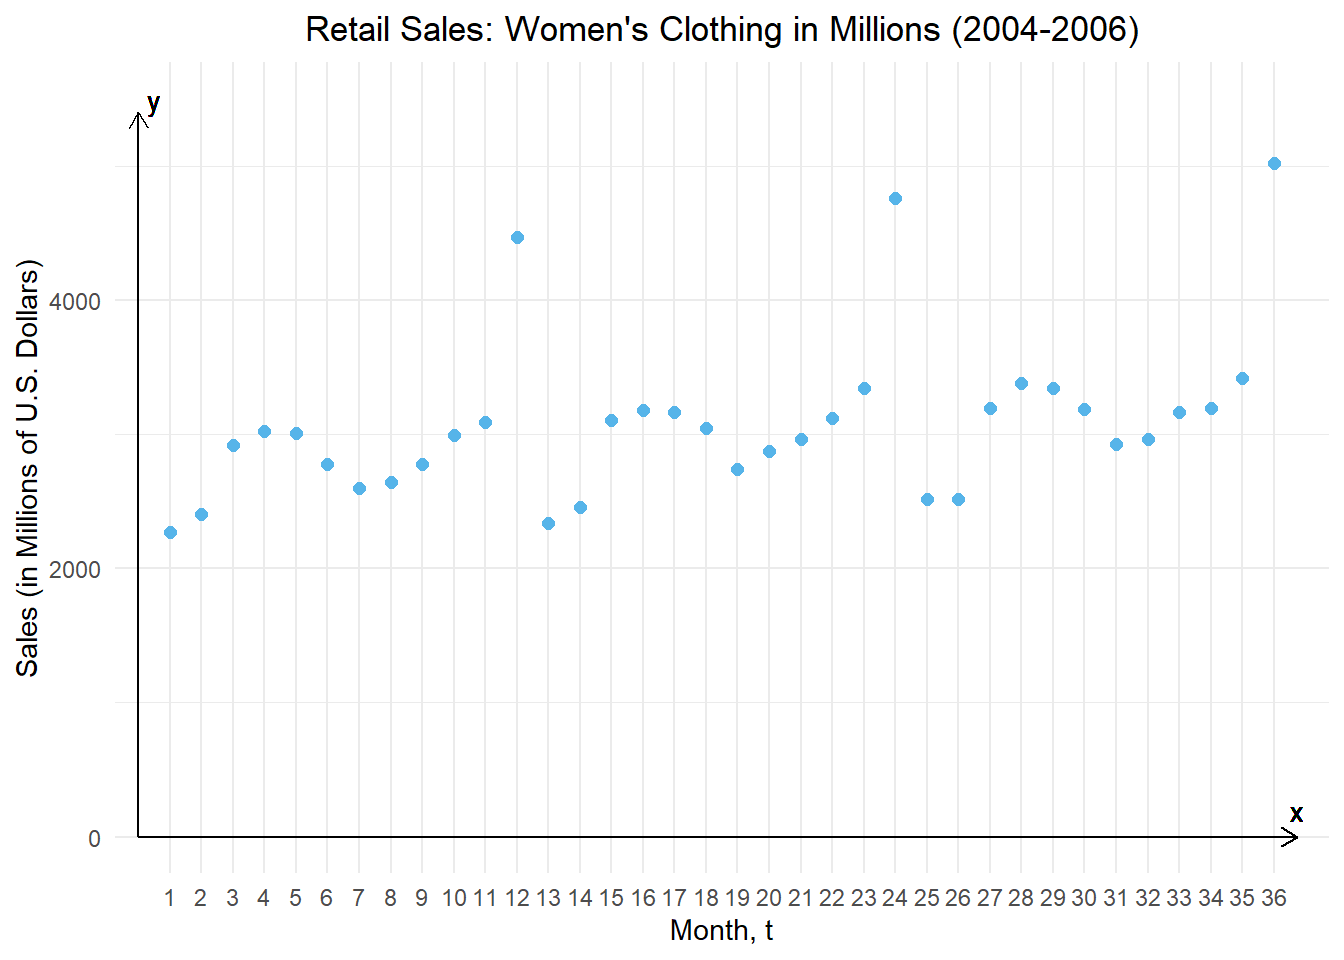 Retail Sales: Women's Clothing in Millions (2004-2006)
y
Sales (in Millions of U.S. Dollars)
4000
2000
0
x
1 2 3 4 5 6 7 8 9 10 11 12 13 14 15 16 17 18 19 20 21 22 23 24 25 26 27 28 29 30 31 32 33 34 35 36
Month, t